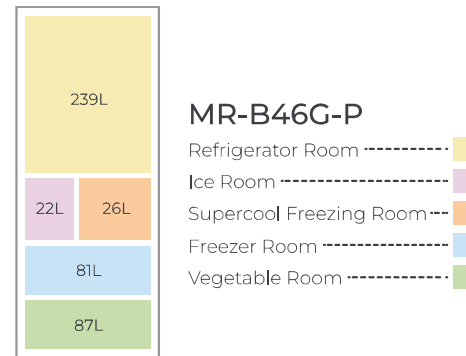 239L
22L
26L
81L
87L
MR-B46G-P
Refrigerator Room
Ice Room
Supercool Freezing Room
Freezer Room
Vegetable Room